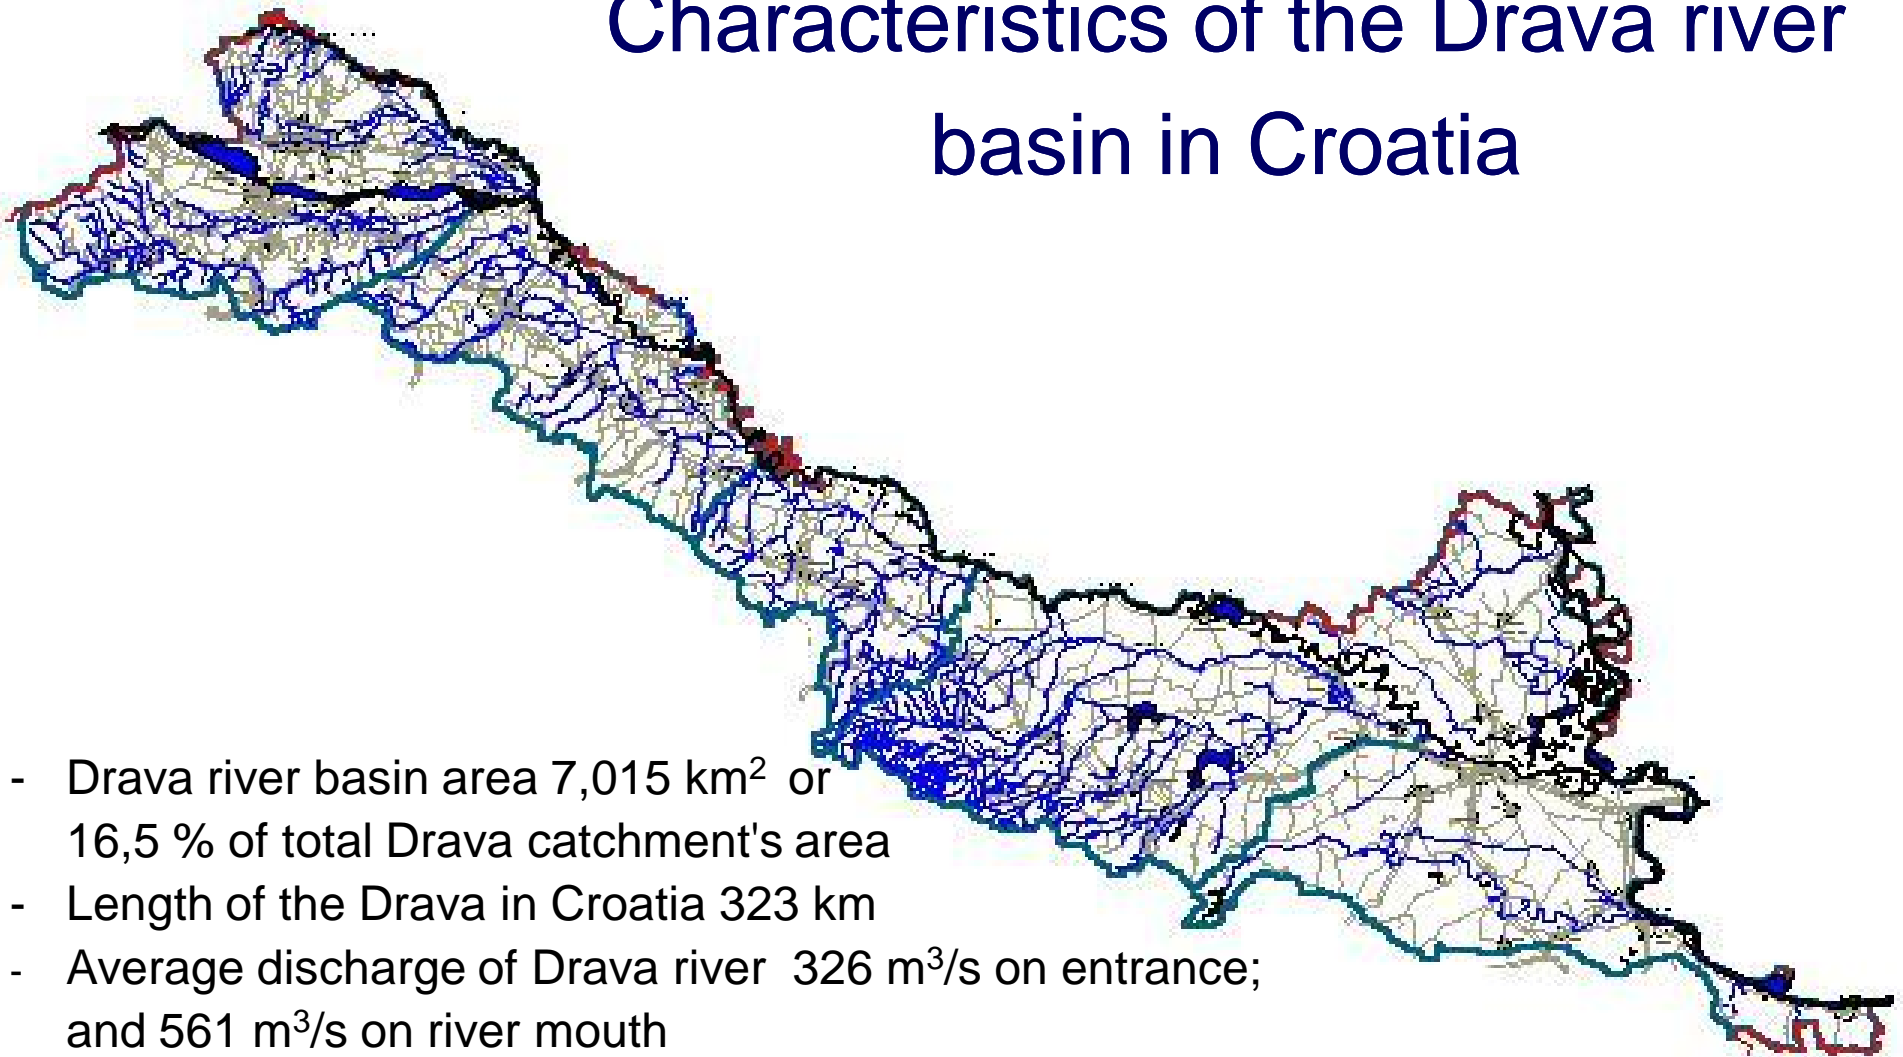 Characteristics of the Drava river
basin in Croatia
- Drava river basin area 7,015 km² or
16,5 % of total Drava catchment's area
- Length of the Drava in Croatia 323 km
- Average discharge of Drava river 326 m³/s on entrance;
and 561 m³/s on river mouth